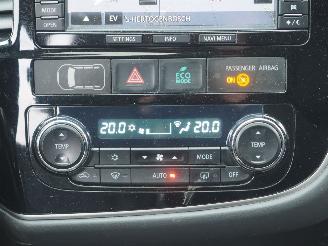 MODE
OPEN
EV 'S-HERTOGENBOSCH
SETTINGS INFO NAVI MENU
ECO MODE
PASSENGER AIRBAG
ON
20.0 20.0
TEMP MODE TEMP
AUTO OFF